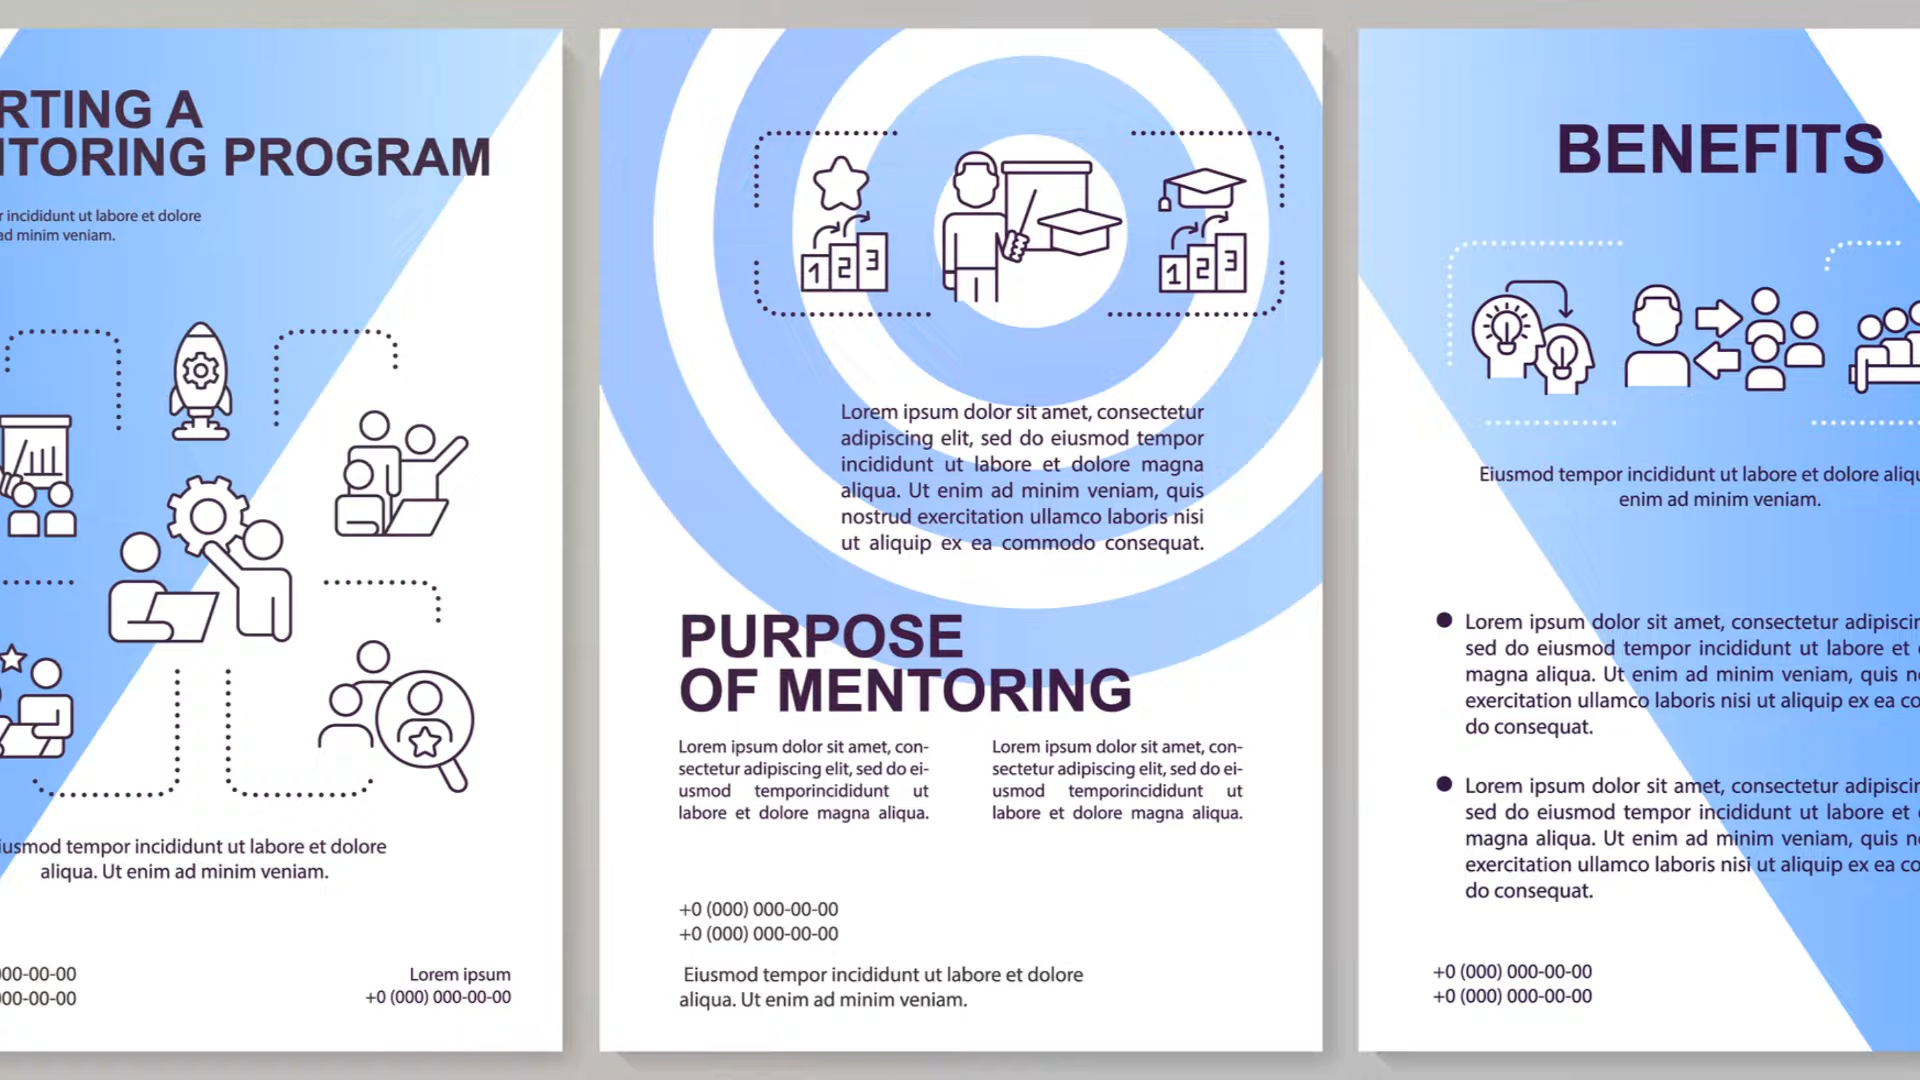 RTING A
NTORING PROGRAM
r incididunt ut labore et dolore
ad minim veniam.
iusmod tempor incididunt ut labore et dolore
aliqua. Ut enim ad minim veniam.
00-00-00
00-00-00
Lorem ipsum
+0 (000) 000-00-00
1 2 3
1 2 3
Lorem ipsum dolor sit amet, consectetur
adipiscing elit, sed do eiusmod tempor
incididunt ut labore et dolore magna
aliqua. Ut enim ad minim veniam, quis
nostrud exercitation ullamco laboris nisi
ut aliquip ex ea commodo consequat.
PURPOSE
OF MENTORING
Lorem ipsum dolor sit amet, con-
sectetur adipiscing elit, sed do ei-
usmod temporincididunt ut
labore et dolore magna aliqua.
Lorem ipsum dolor sit amet, con-
sectetur adipiscing elit, sed do ei-
usmod temporincididunt ut
labore et dolore magna aliqua.
+0 (000) 000-00-00
+0 (000) 000-00-00
Eiusmod tempor incididunt ut labore et dolore
aliqua. Ut enim ad minim veniam.
BENEFITS
Eiusmod tempor incididunt ut labore et dolore aliqu
enim ad minim veniam.
Lorem ipsum dolor sit amet, consectetur adipiscin
sed do eiusmod tempor incididunt ut labore et
magna aliqua. Ut enim ad minim veniam, quis n
exercitation ullamco laboris nisi ut aliquip ex ea co
do consequat.
Lorem ipsum dolor sit amet, consectetur adipiscin
sed do eiusmod tempor incididunt ut labore et
magna aliqua. Ut enim ad minim veniam, quis n
exercitation ullamco laboris nisi ut aliquip ex ea co
do consequat.
+0 (000) 000-00-00
+0 (000) 000-00-00